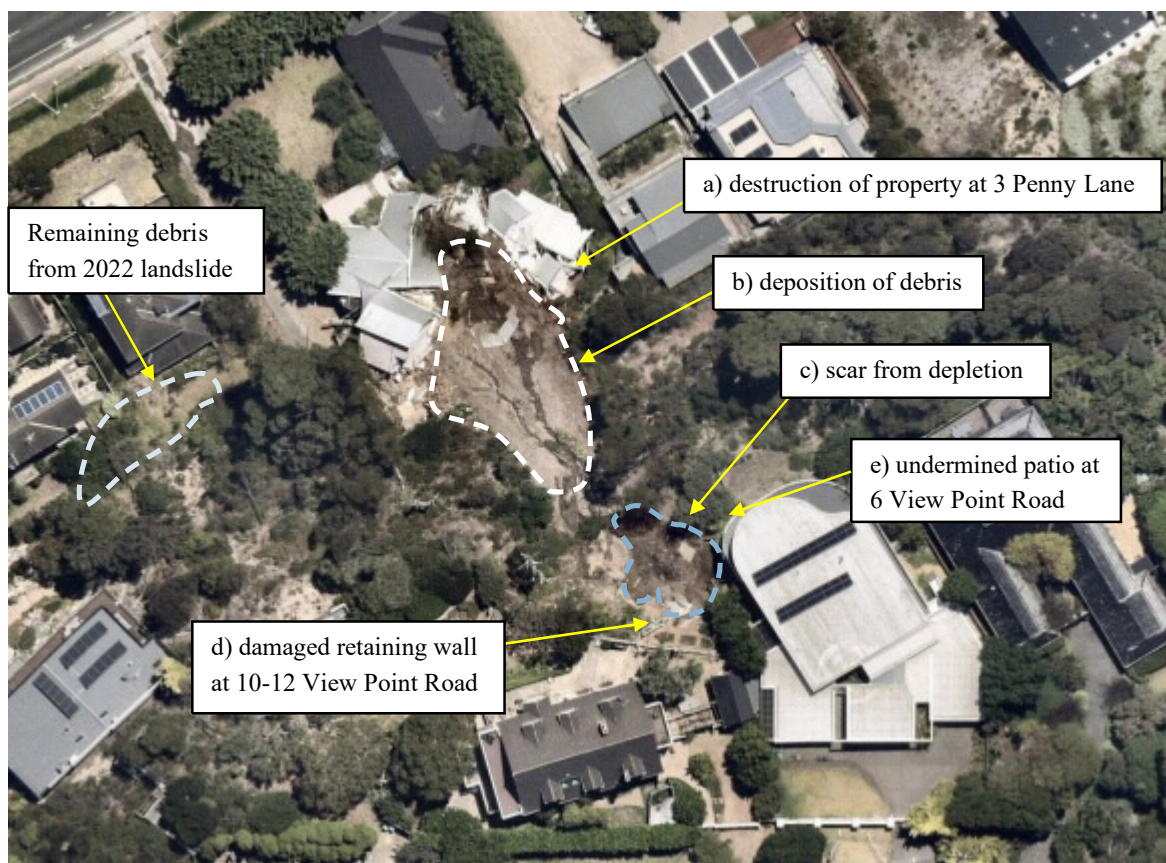 a) destruction of property at 3 Penny Lane
Remaining debris
from 2022 landslide
b) deposition of debris
c) scar from depletion
e) undermined patio at
6 View Point Road
d) damaged retaining wall
at 10-12 View Point Road